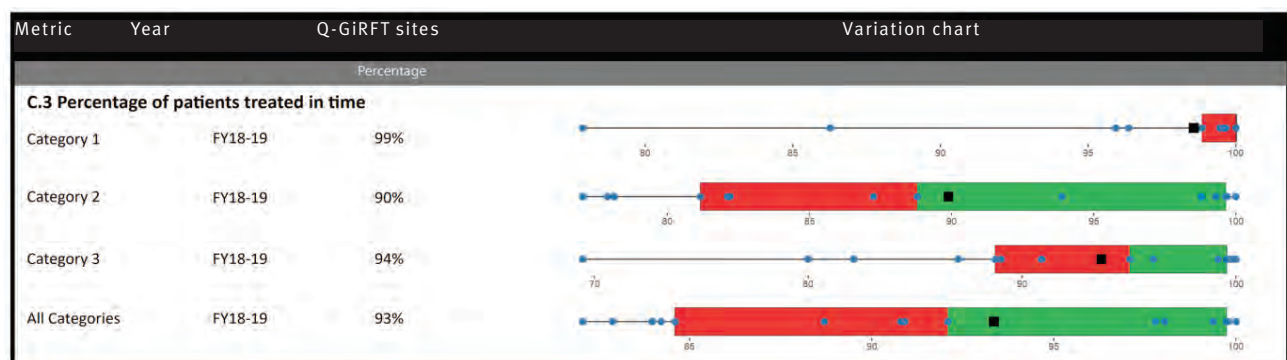 Metric Year Q-GiRFT sites Variation chart
Percentage
C.3 Percentage of patients treated in time
Category 1 FY18-19 99%
80 85 90 95 100
Category 2 FY18-19 90%
80 85 90 95 100
Category 3 FY18-19 94%
70 80 90 100
All Categories FY18-19 93%
85 90 95 100